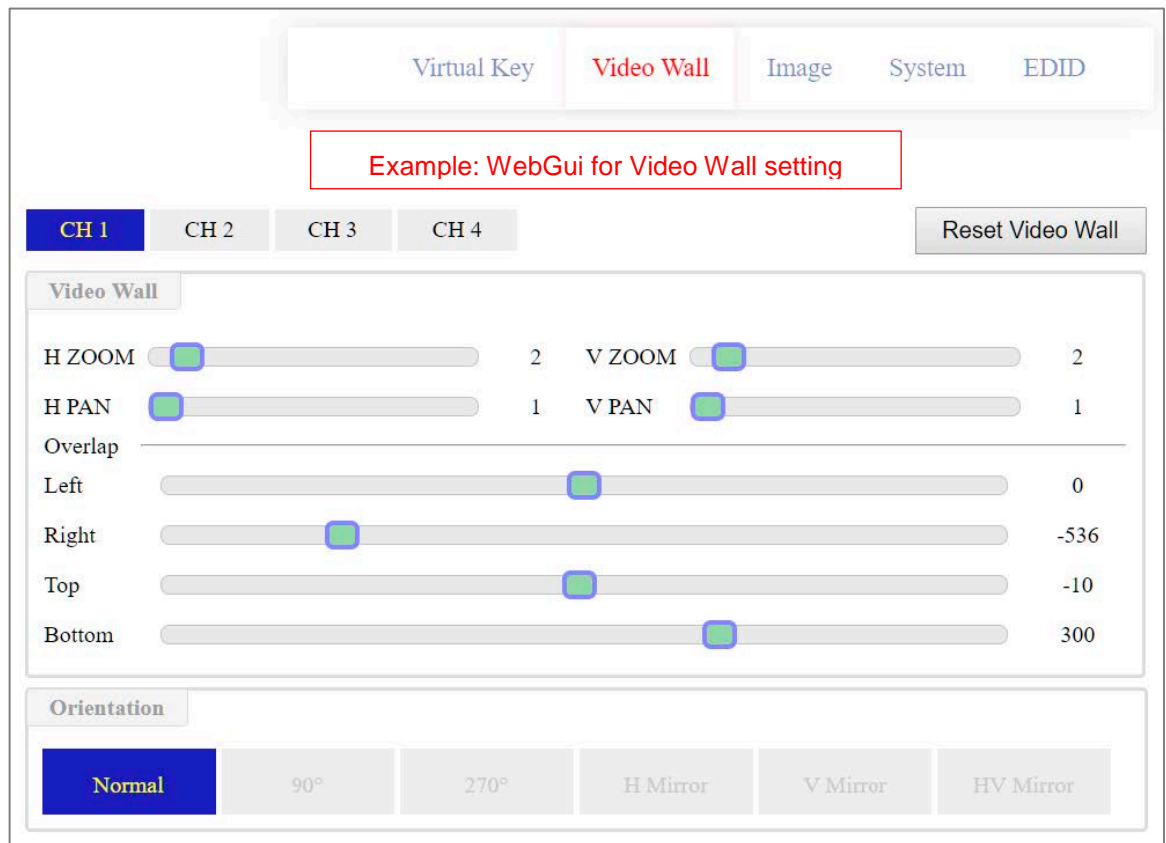 Virtual Key Video Wall Image System EDID
Example: WebGui for Video Wall setting
CH 1 CH 2 CH 3 CH 4 Reset Video Wall
Video Wall
H ZOOM 2 V ZOOM 2
H PAN 1 V PAN 1
Overlap
Left 0
Right -536
Top -10
Bottom 300
Orientation
Normal 90° 270° H Mirror V Mirror HV Mirror